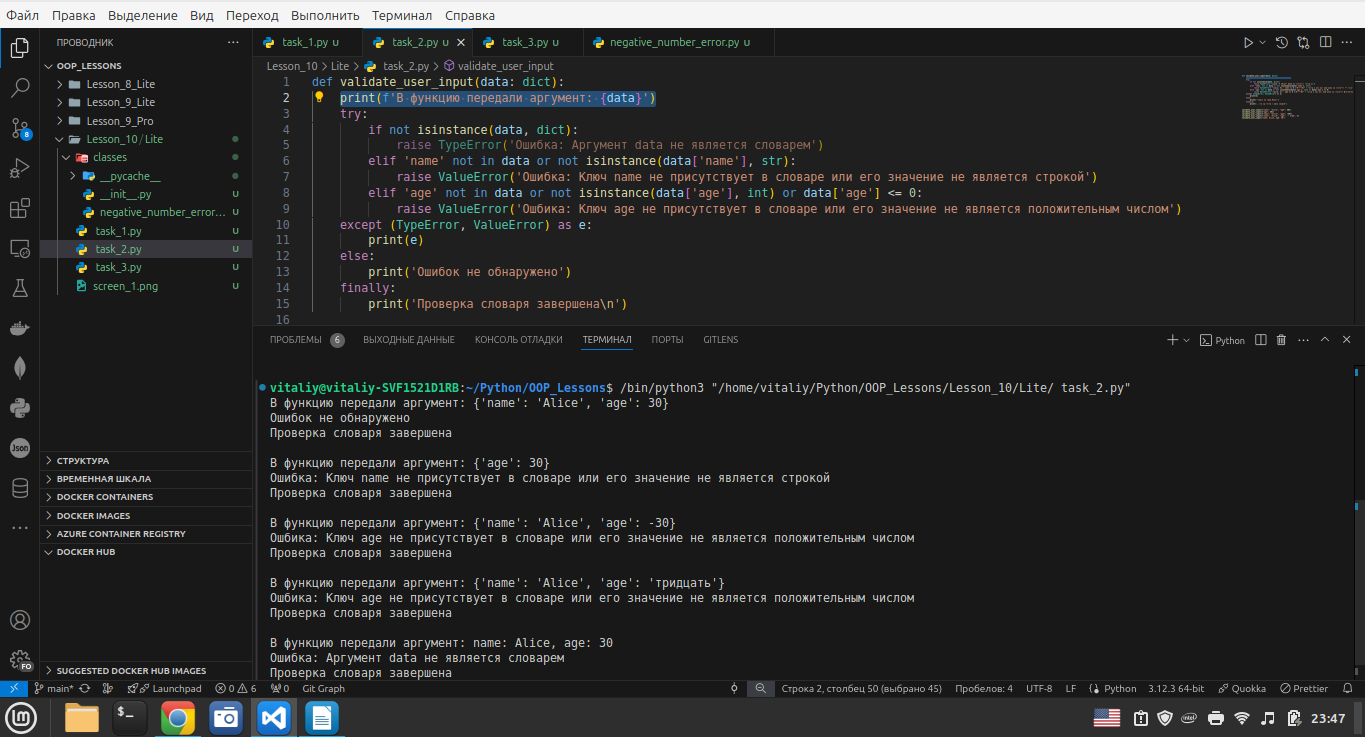 Файл Правка Выделение Вид Переход Выполнить Терминал Справка
ПРОВОДНИК ··· task_1.py U task_2.py U task_3.py U negative_number_error.py U
OOP_LESSONS
Lesson_8_Lite
Lesson_9_Lite
Lesson_9_Pro
Lesson_10 / Lite
classes
__pycache__
__init__.py U
negative_number_error... U
task_1.py U
task_2.py U
task_3.py U
screen_1.png U
СТРУКТУРА
ВРЕМЕННАЯ ШКАЛА
DOCKER CONTAINERS
DOCKER IMAGES
AZURE CONTAINER REGISTRY
DOCKER HUB
SUGGESTED DOCKER HUB IMAGES
8
Json
FO
Lesson_10 > Lite > task_2.py > validate_user_input
1 def validate_user_input(data: dict):
2 print(f'В функцию передали аргумент: {data}')
3 try:
4 if not isinstance(data, dict):
5 raise TypeError('Ошибка: Аргумент data не является словарем')
6 elif 'name' not in data or not isinstance(data['name'], str):
7 raise ValueError('Ошибка: Ключ name не присутствует в словаре или его значение не является строкой')
8 elif 'age' not in data or not isinstance(data['age'], int) or data['age'] <= 0:
9 raise ValueError('Ошбика: Ключ age не присутствует в словаре или его значение не является положительным числом')
10 except (TypeError, ValueError) as e:
11 print(e)
12 else:
13 print('Ошибок не обнаружено')
14 finally:
15 print('Проверка словаря завершена\n')
16
ПРОБЛЕМЫ 6 ВЫХОДНЫЕ ДАННЫЕ КОНСОЛЬ ОТЛАДКИ ТЕРМИНАЛ ПОРТЫ GITLENS Python
vitaliy@vitaliy-SVF1521D1RB:~/Python/OOP_Lessons$ /bin/python3 "/home/vitaliy/Python/OOP_Lessons/Lesson_10/Lite/ task_2.py"
В функцию передали аргумент: {'name': 'Alice', 'age': 30}
Ошибок не обнаружено
Проверка словаря завершена
В функцию передали аргумент: {'age': 30}
Ошибка: Ключ name не присутствует в словаре или его значение не является строкой
Проверка словаря завершена
В функцию передали аргумент: {'name': 'Alice', 'age': -30}
Ошбика: Ключ age не присутствует в словаре или его значение не является положительным числом
Проверка словаря завершена
В функцию передали аргумент: {'name': 'Alice', 'age': 'тридцать'}
Ошбика: Ключ age не присутствует в словаре или его значение не является положительным числом
Проверка словаря завершена
В функцию передали аргумент: name: Alice, age: 30
Ошибка: Аргумент data не является словарем
Проверка словаря завершена
main* Launchpad 0 6 0 Git Graph Строка 2, столбец 50 (выбрано 45) Пробелов: 4 UTF-8 LF Python 3.12.3 64-bit Quokka Prettier
23:47